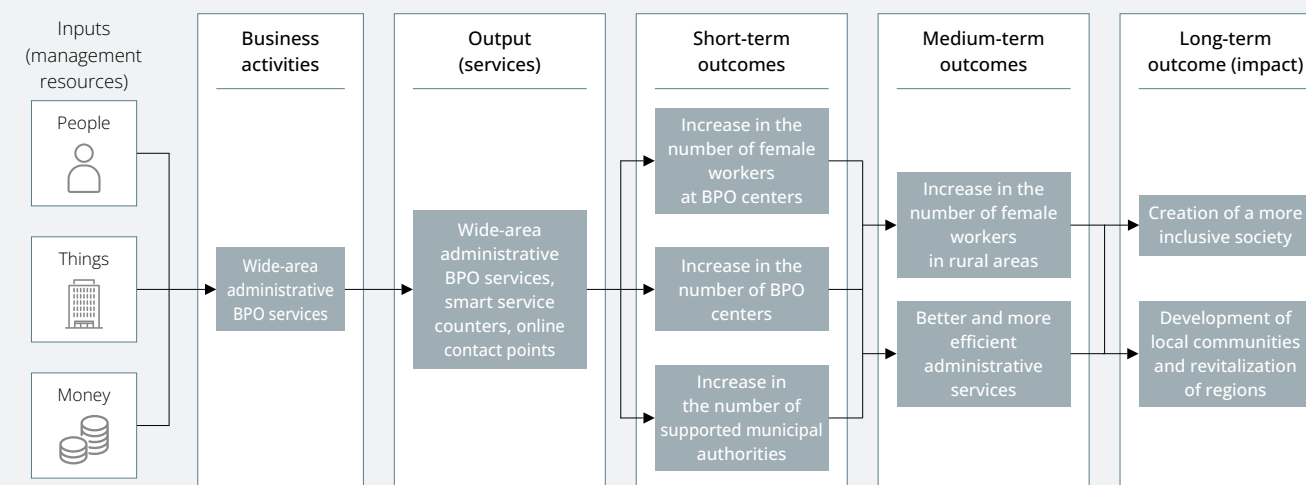 Inputs
(management
resources)
People
Things
Money
Business
activities
Wide-area
administrative
BPO services
Output
(services)
Wide-area
administrative
BPO services,
smart service
counters, online
contact points
Short-term
outcomes
Increase in the
number of female
workers
at BPO centers
Increase in the
number of BPO
centers
Increase in
the number of
supported municipal
authorities
Medium-term
outcomes
Increase in the
number of female
workers
in rural areas
Better and more
efficient
administrative
services
Long-term
outcome (impact)
Creation of a more
inclusive society
Development of
local communities
and revitalization
of regions